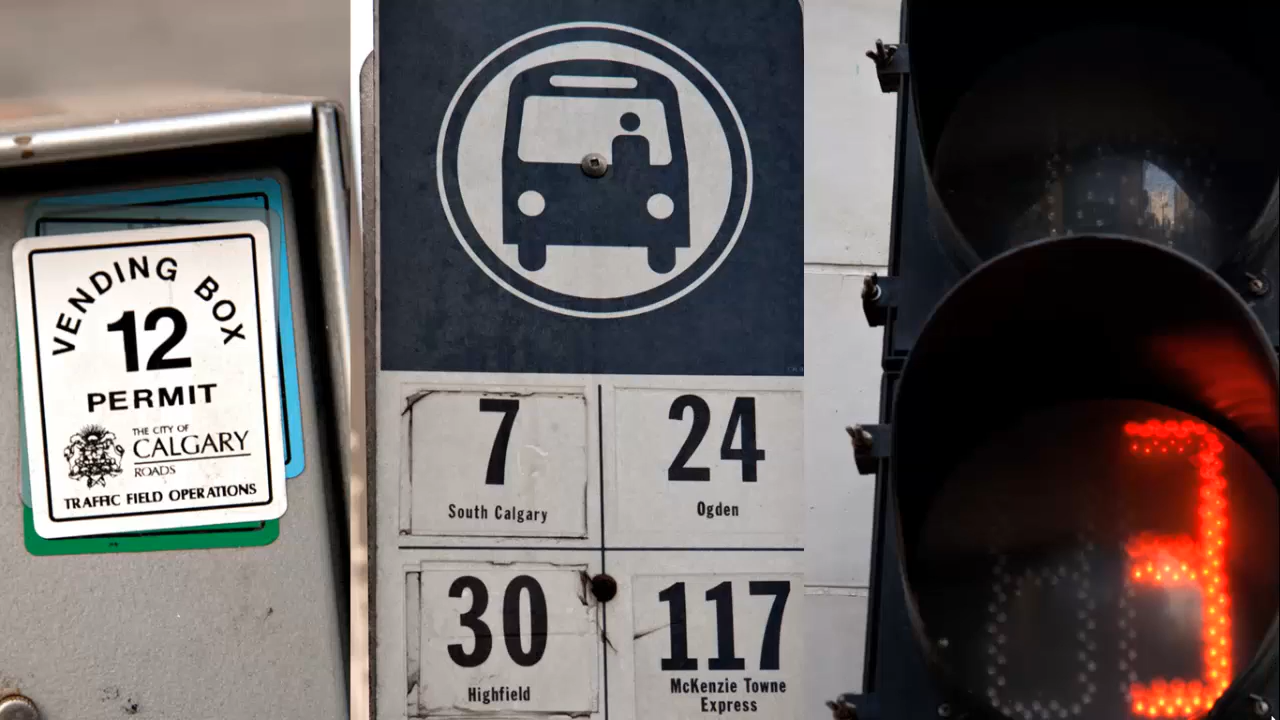 VENDING BOX
12
PERMIT
THE CITY OF
CALGARY
ROADS
TRAFFIC FIELD OPERATIONS
7
South Calgary
24
Ogden
30
Highfield
117
McKenzie Towne
Express
3